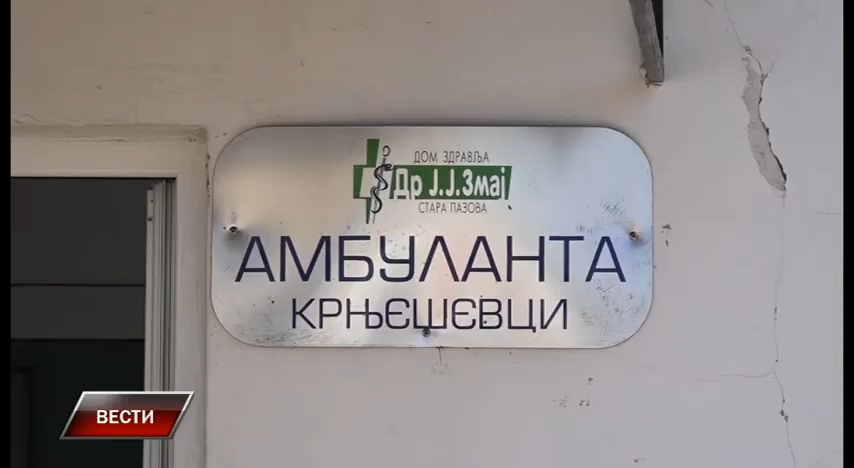 ДОМ ЗДРАВЉА
Др Ј.Ј.Змај
СТАРА ПАЗОВА
АМБУЛАНТА
КРЊЕШЕВЦИ
ВЕСТИ